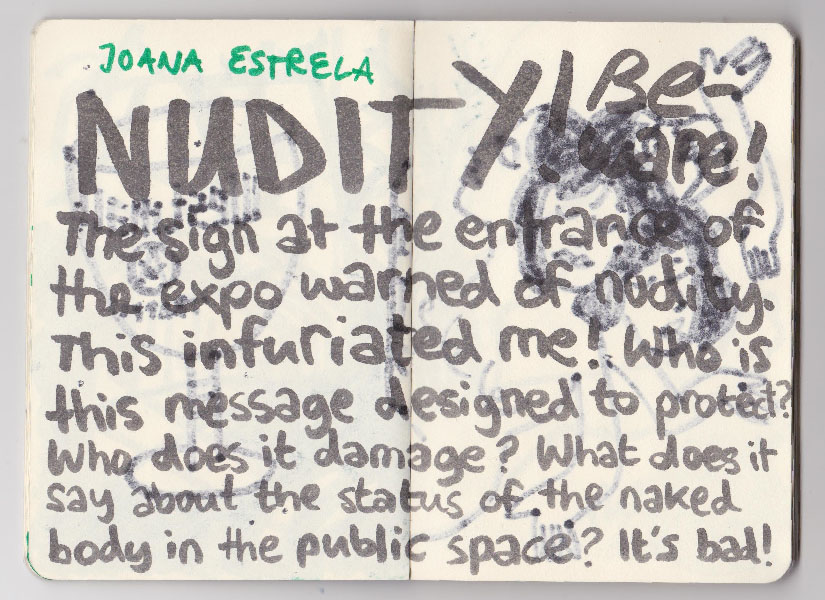 JOANA ESTRELA
NUDITY! Be-
ware!
The sign at the entrance of
the expo warned of nudity.
This infuriated me! Who is
this message designed to protect?
Who does it damage? What does it
say about the status of the naked
body in the public space? It's bad!